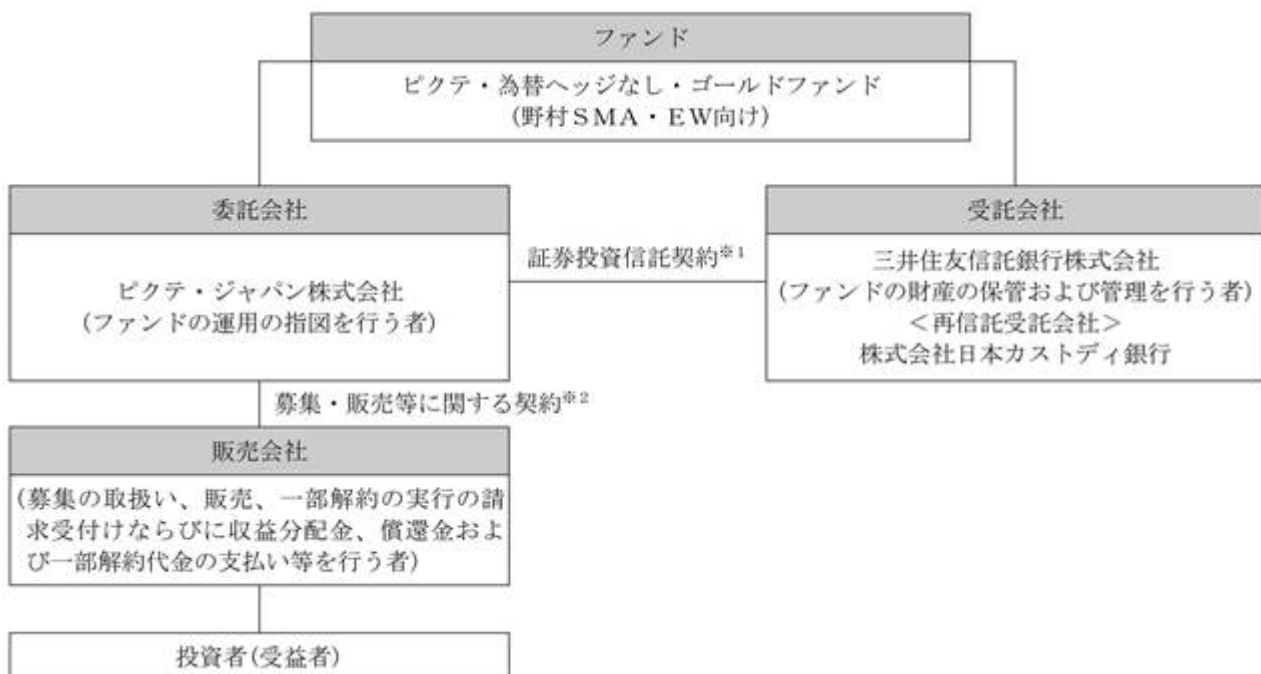 ファンド
ピクテ・為替ヘッジなし・ゴールドファンド
(野村SMA・EW向け)
委託会社
ピクテ・ジャパン株式会社
(ファンドの運用の指図を行う者)
証券投資信託契約※1
受託会社
三井住友信託銀行株式会社
(ファンドの財産の保管および管理を行う者)
<再信託受託会社>
株式会社日本カストディ銀行
募集・販売等に関する契約※2
販売会社
(募集の取扱い、販売、一部解約の実行の請
求受付けならびに収益分配金、償還金およ
び一部解約代金の支払い等を行う者)
投資者(受益者)